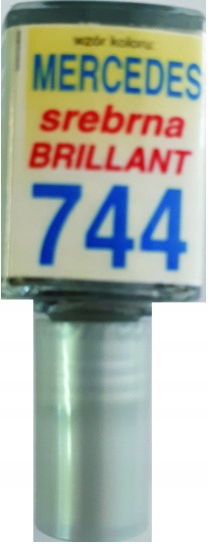 wzór koloru:
MERCEDES
srebrna
BRILLANT
744